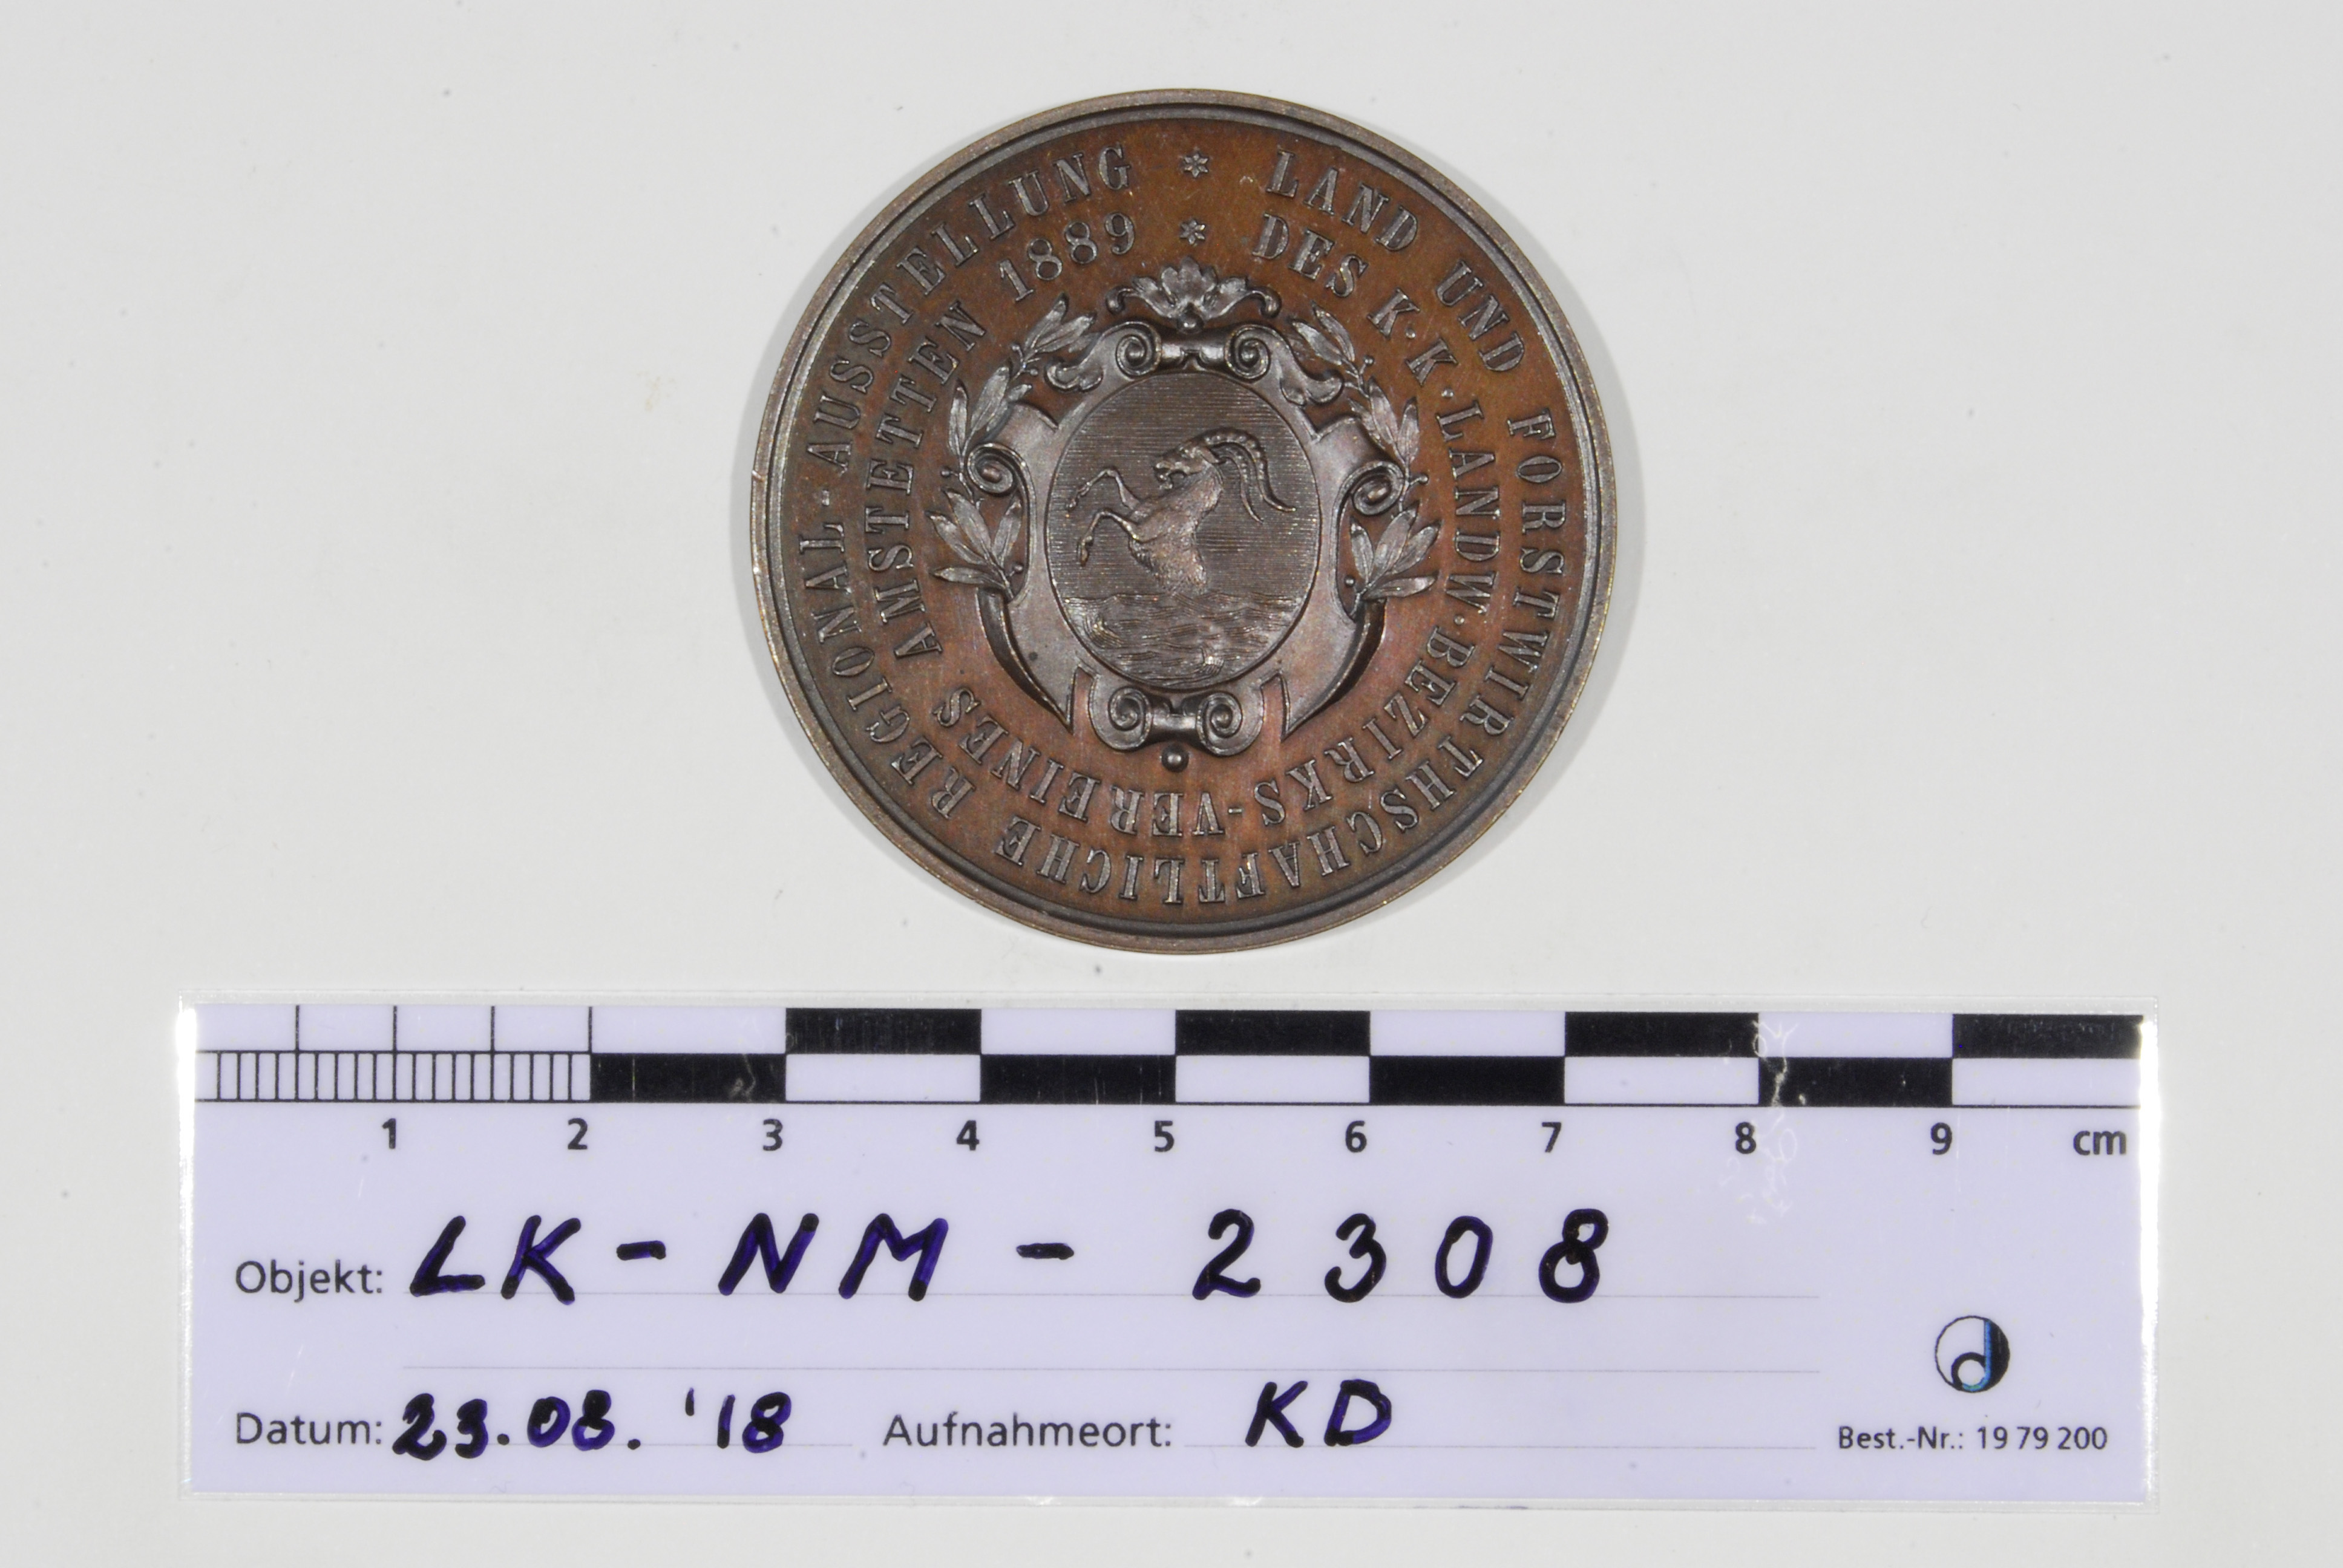 LAND UND FORSTWIRTHSCHAFTLICHE REGIONAL-AUSSTELLUNG
DES K.K. LANDW. BEZIRKS-VEREINES AMSTETTEN 1889
1 2 3 4 5 6 7 8 9 cm
Objekt: LK-NM-2308
Datum: 23.08.'18 Aufnahmeort: KD
Best.-Nr.: 19 79 200